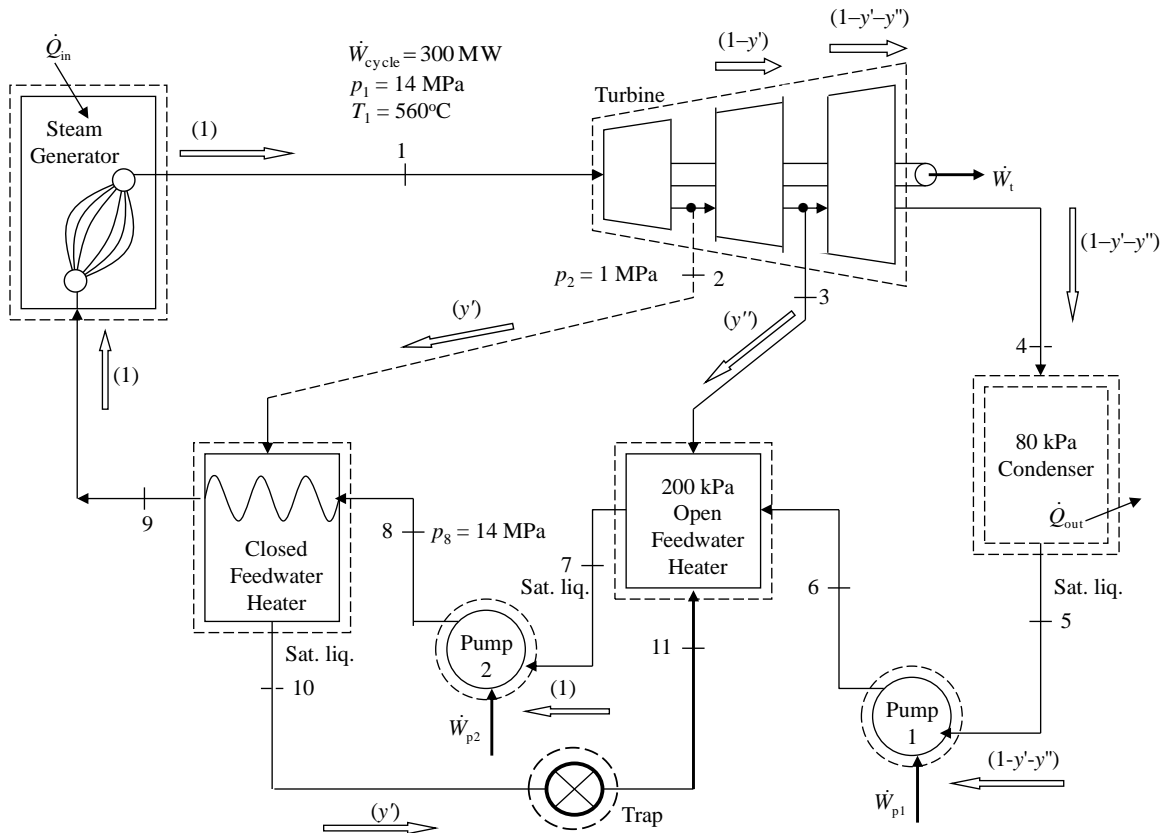 (1–y'–y")
Q̇in
(1–y')
Ẇcycle = 300 MW
p1 = 14 MPa
T1 = 560°C
Turbine
Steam
Generator
(1)
1
Ẇt
(1–y'–y")
p2 = 1 MPa
2
3
(y')
(y'')
4
(1)
80 kPa
Condenser
200 kPa
Open
Feedwater
Heater
9
8
p8 = 14 MPa
Q̇out
Closed
Feedwater
Heater
7
Sat. liq.
6
Sat. liq.
5
Sat. liq.
Pump
2
11
10
(1)
Pump
1
Ẇp2
(1-y'-y")
Ẇp1
(y')
Trap